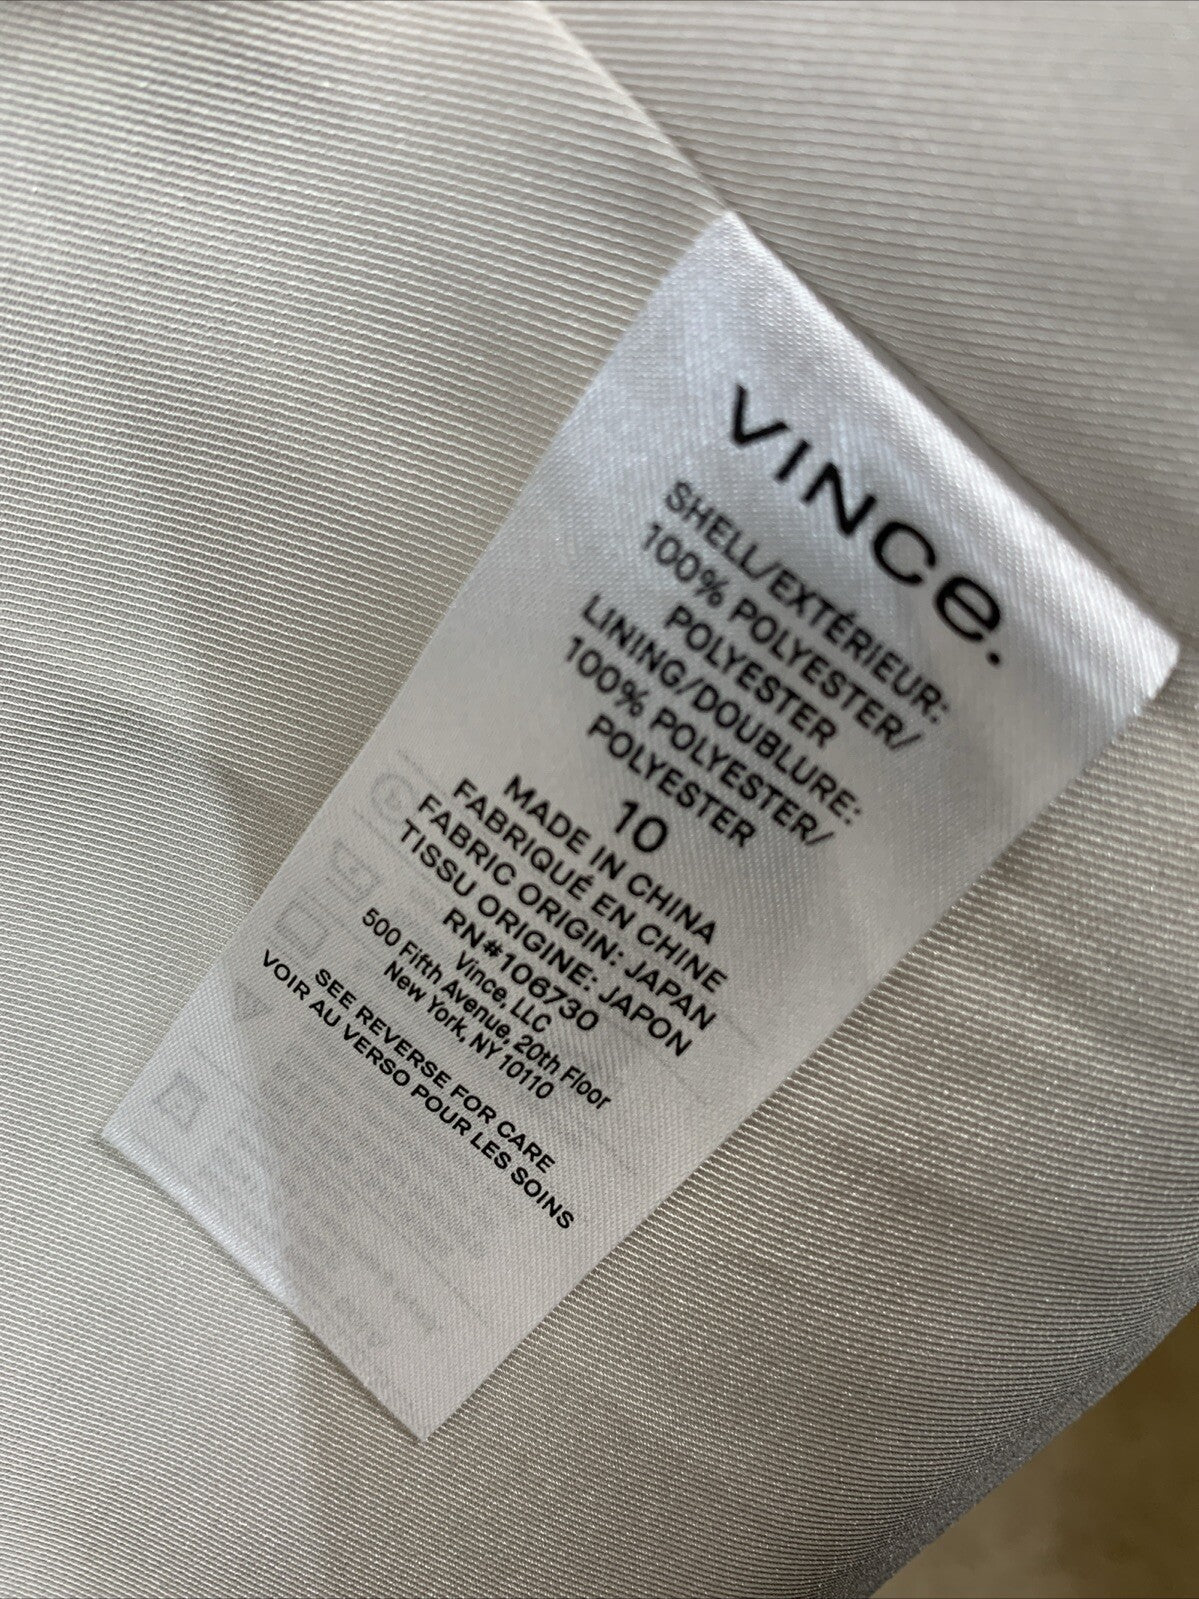 VINCe.
SHELL/EXTÉRIEUR:
100% POLYESTER/
POLYESTER
LINING/DOUBLURE:
100% POLYESTER/
POLYESTER
10
MADE IN CHINA
FABRIQUÉ EN CHINE
FABRIC ORIGIN: JAPAN
TISSU ORIGINE: JAPON
RN#106730
Vince, LLC
500 Fifth Avenue, 20th Floor
New York, NY 10110
SEE REVERSE FOR CARE
VOIR AU VERSO POUR LES SOINS